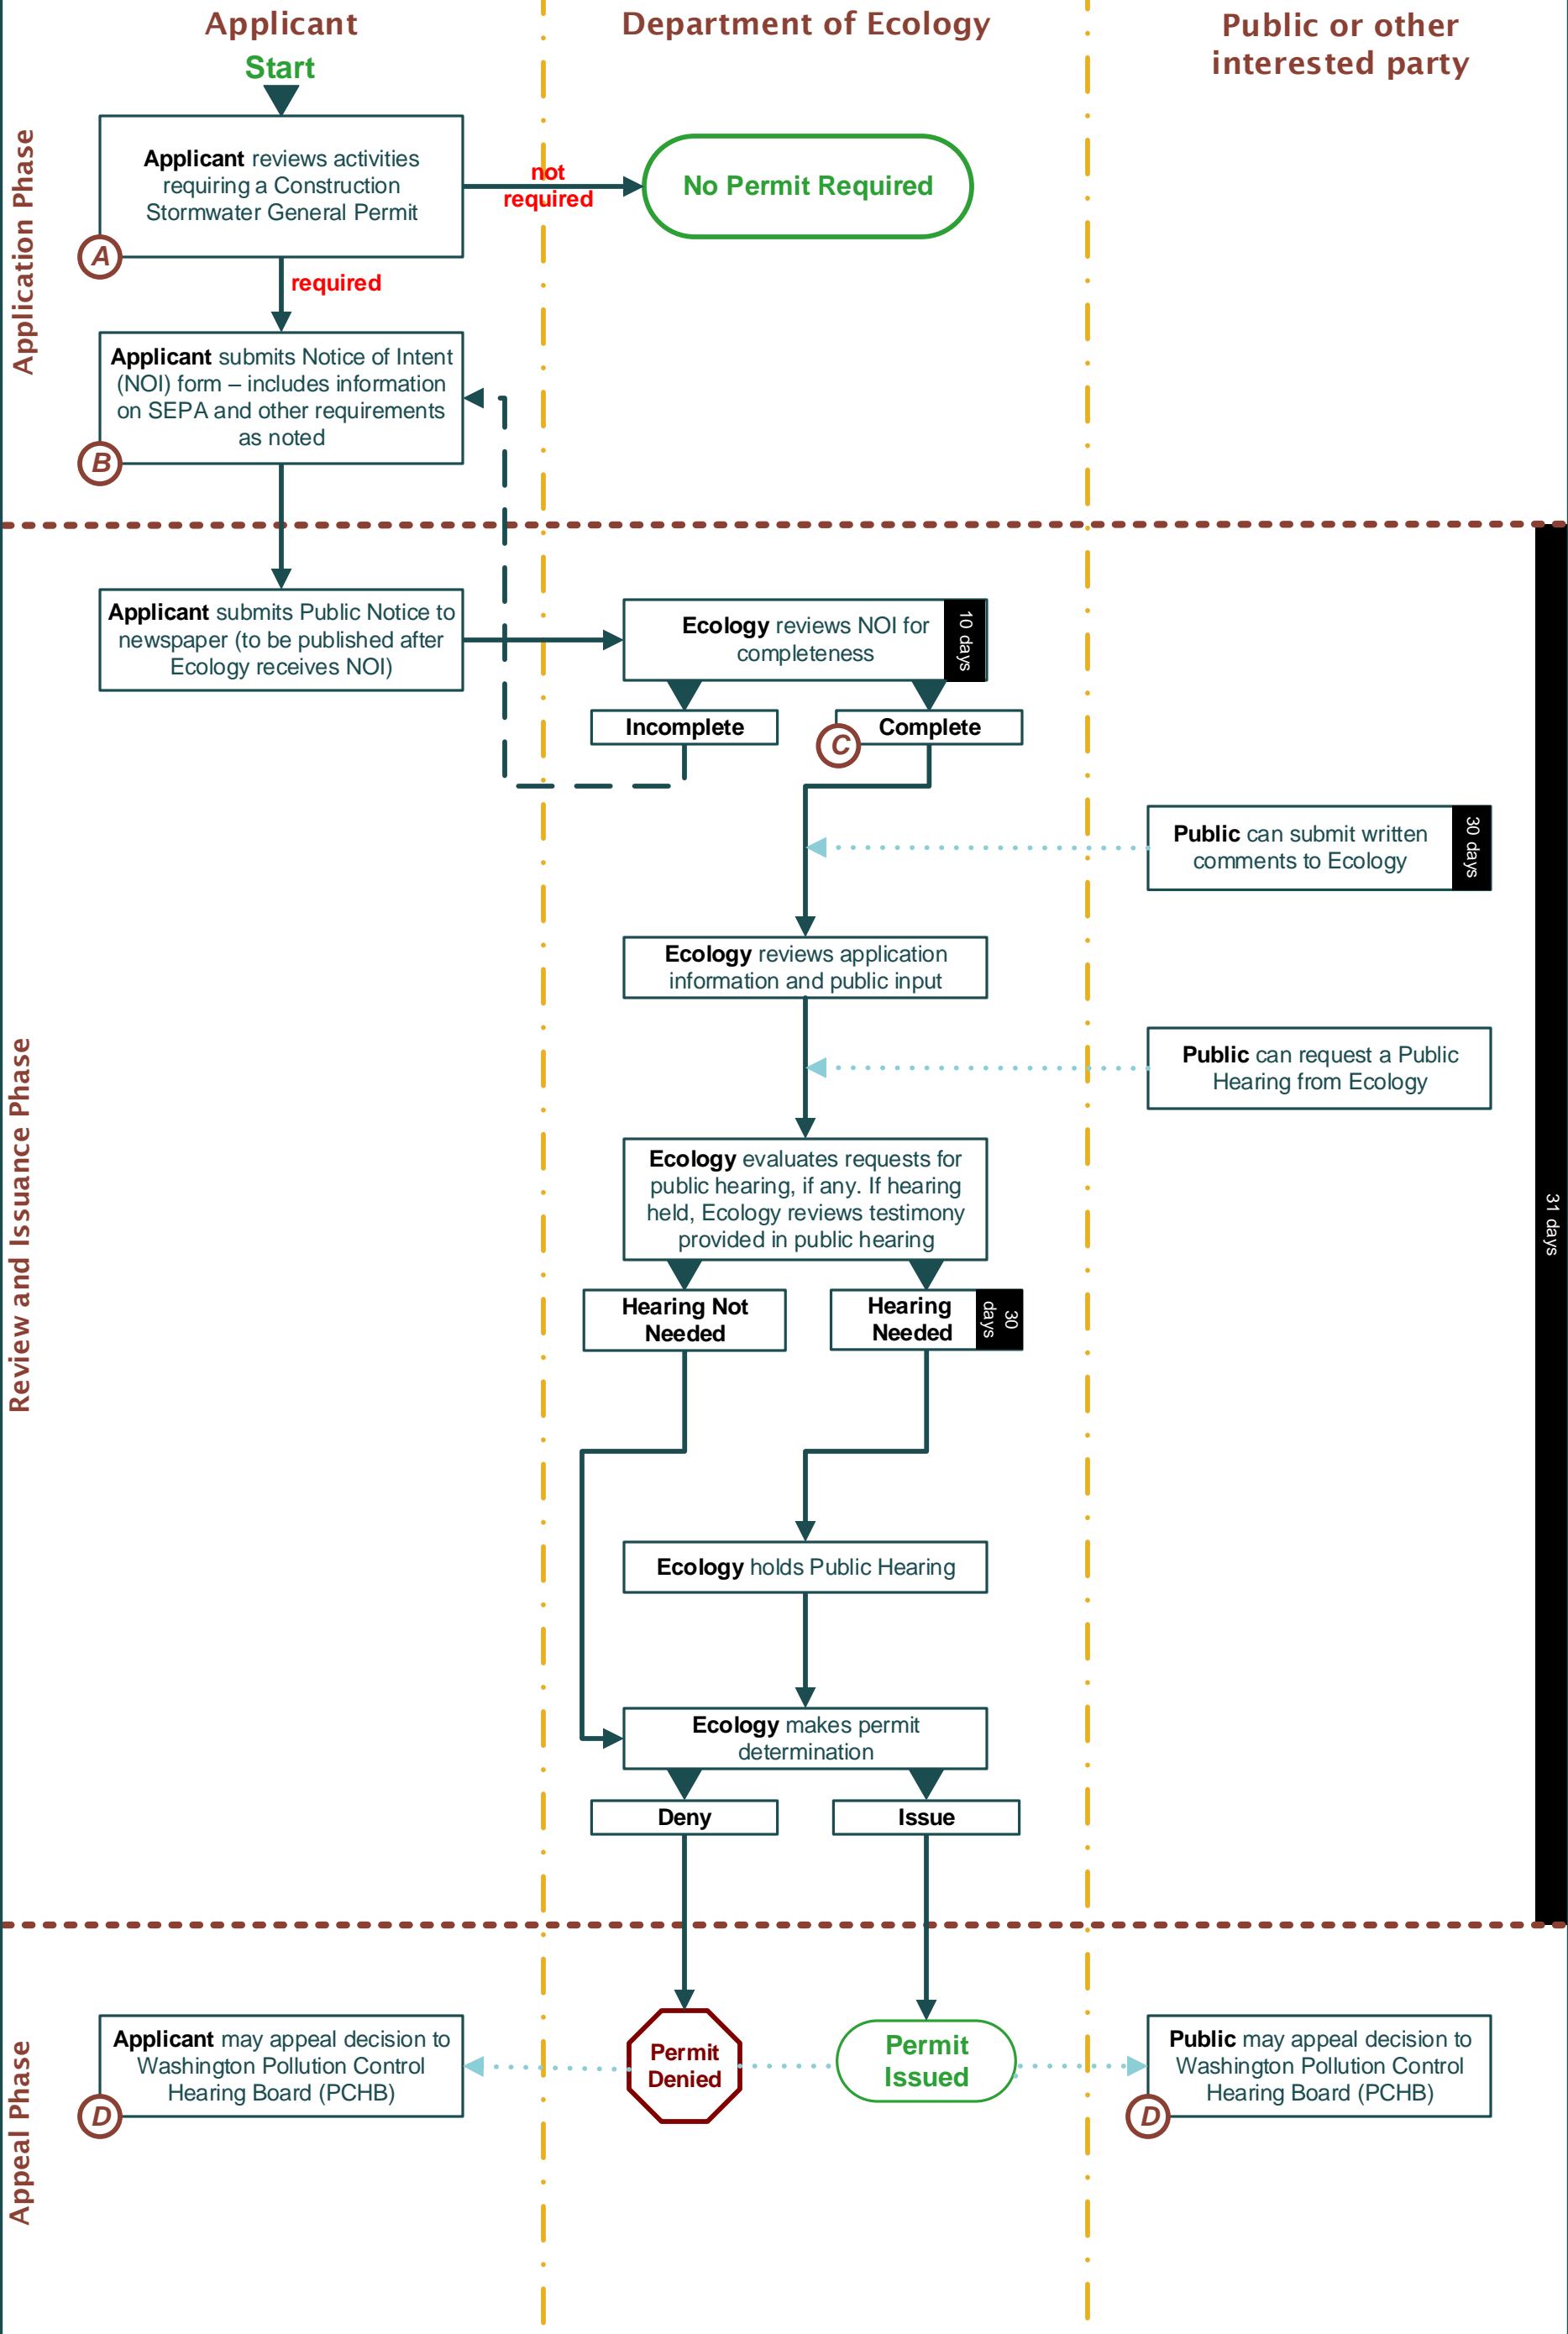 Applicant
Department of Ecology
Public or other
interested party
Start
Application Phase
Applicant reviews activities
requiring a Construction
Stormwater General Permit
A
not
required
No Permit Required
required
Applicant submits Notice of Intent
(NOI) form – includes information
on SEPA and other requirements
as noted
B
Review and Issuance Phase
31 days
Applicant submits Public Notice to
newspaper (to be published after
Ecology receives NOI)
Ecology reviews NOI for
completeness
10 days
Incomplete
Complete
C
Public can submit written
comments to Ecology
30 days
Ecology reviews application
information and public input
Public can request a Public
Hearing from Ecology
Ecology evaluates requests for
public hearing, if any. If hearing
held, Ecology reviews testimony
provided in public hearing
Hearing Not
Needed
Hearing
Needed
30
days
Ecology holds Public Hearing
Ecology makes permit
determination
Deny
Issue
Appeal Phase
Applicant may appeal decision to
Washington Pollution Control
Hearing Board (PCHB)
D
Permit
Denied
Permit
Issued
Public may appeal decision to
Washington Pollution Control
Hearing Board (PCHB)
D